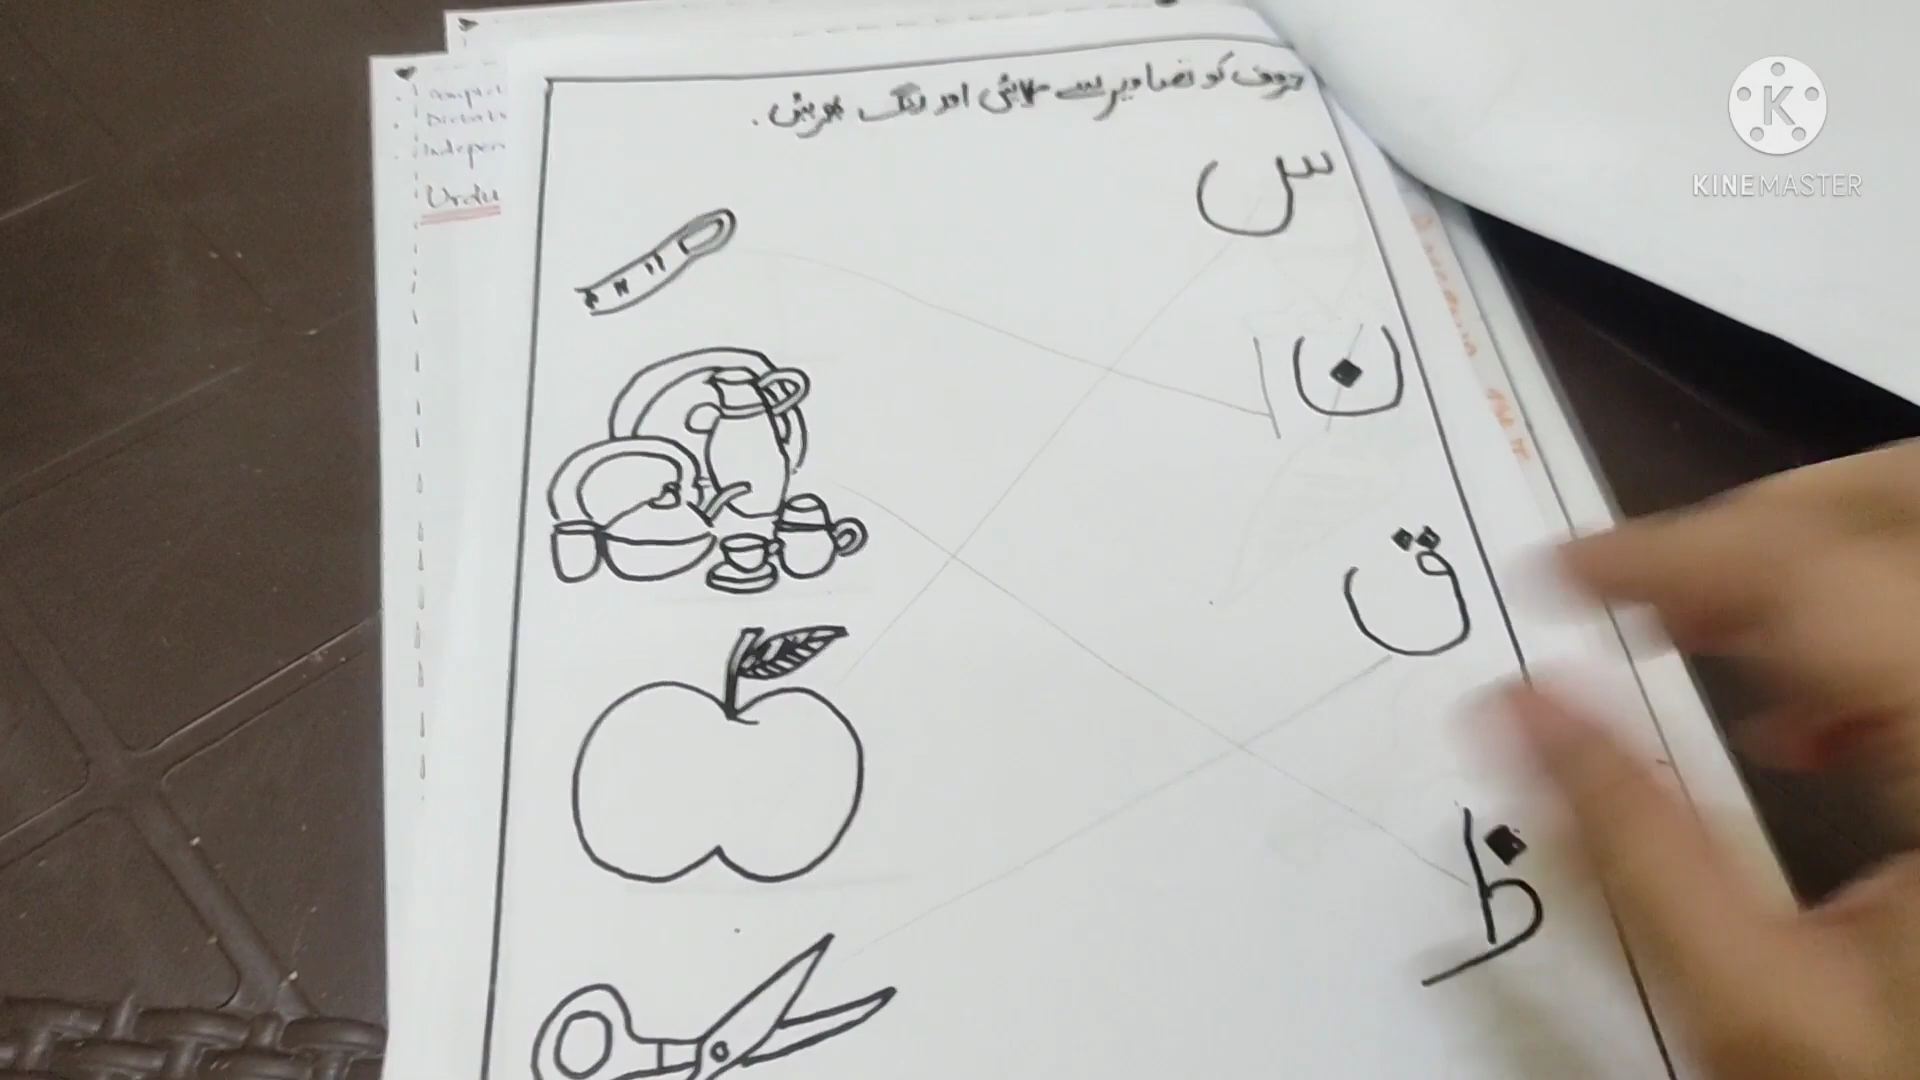 حروف کو تصاویر سے ملائیں اور رنگ بھریں.
س
ن
ق
ظ
Urdu
K
KINEMASTER